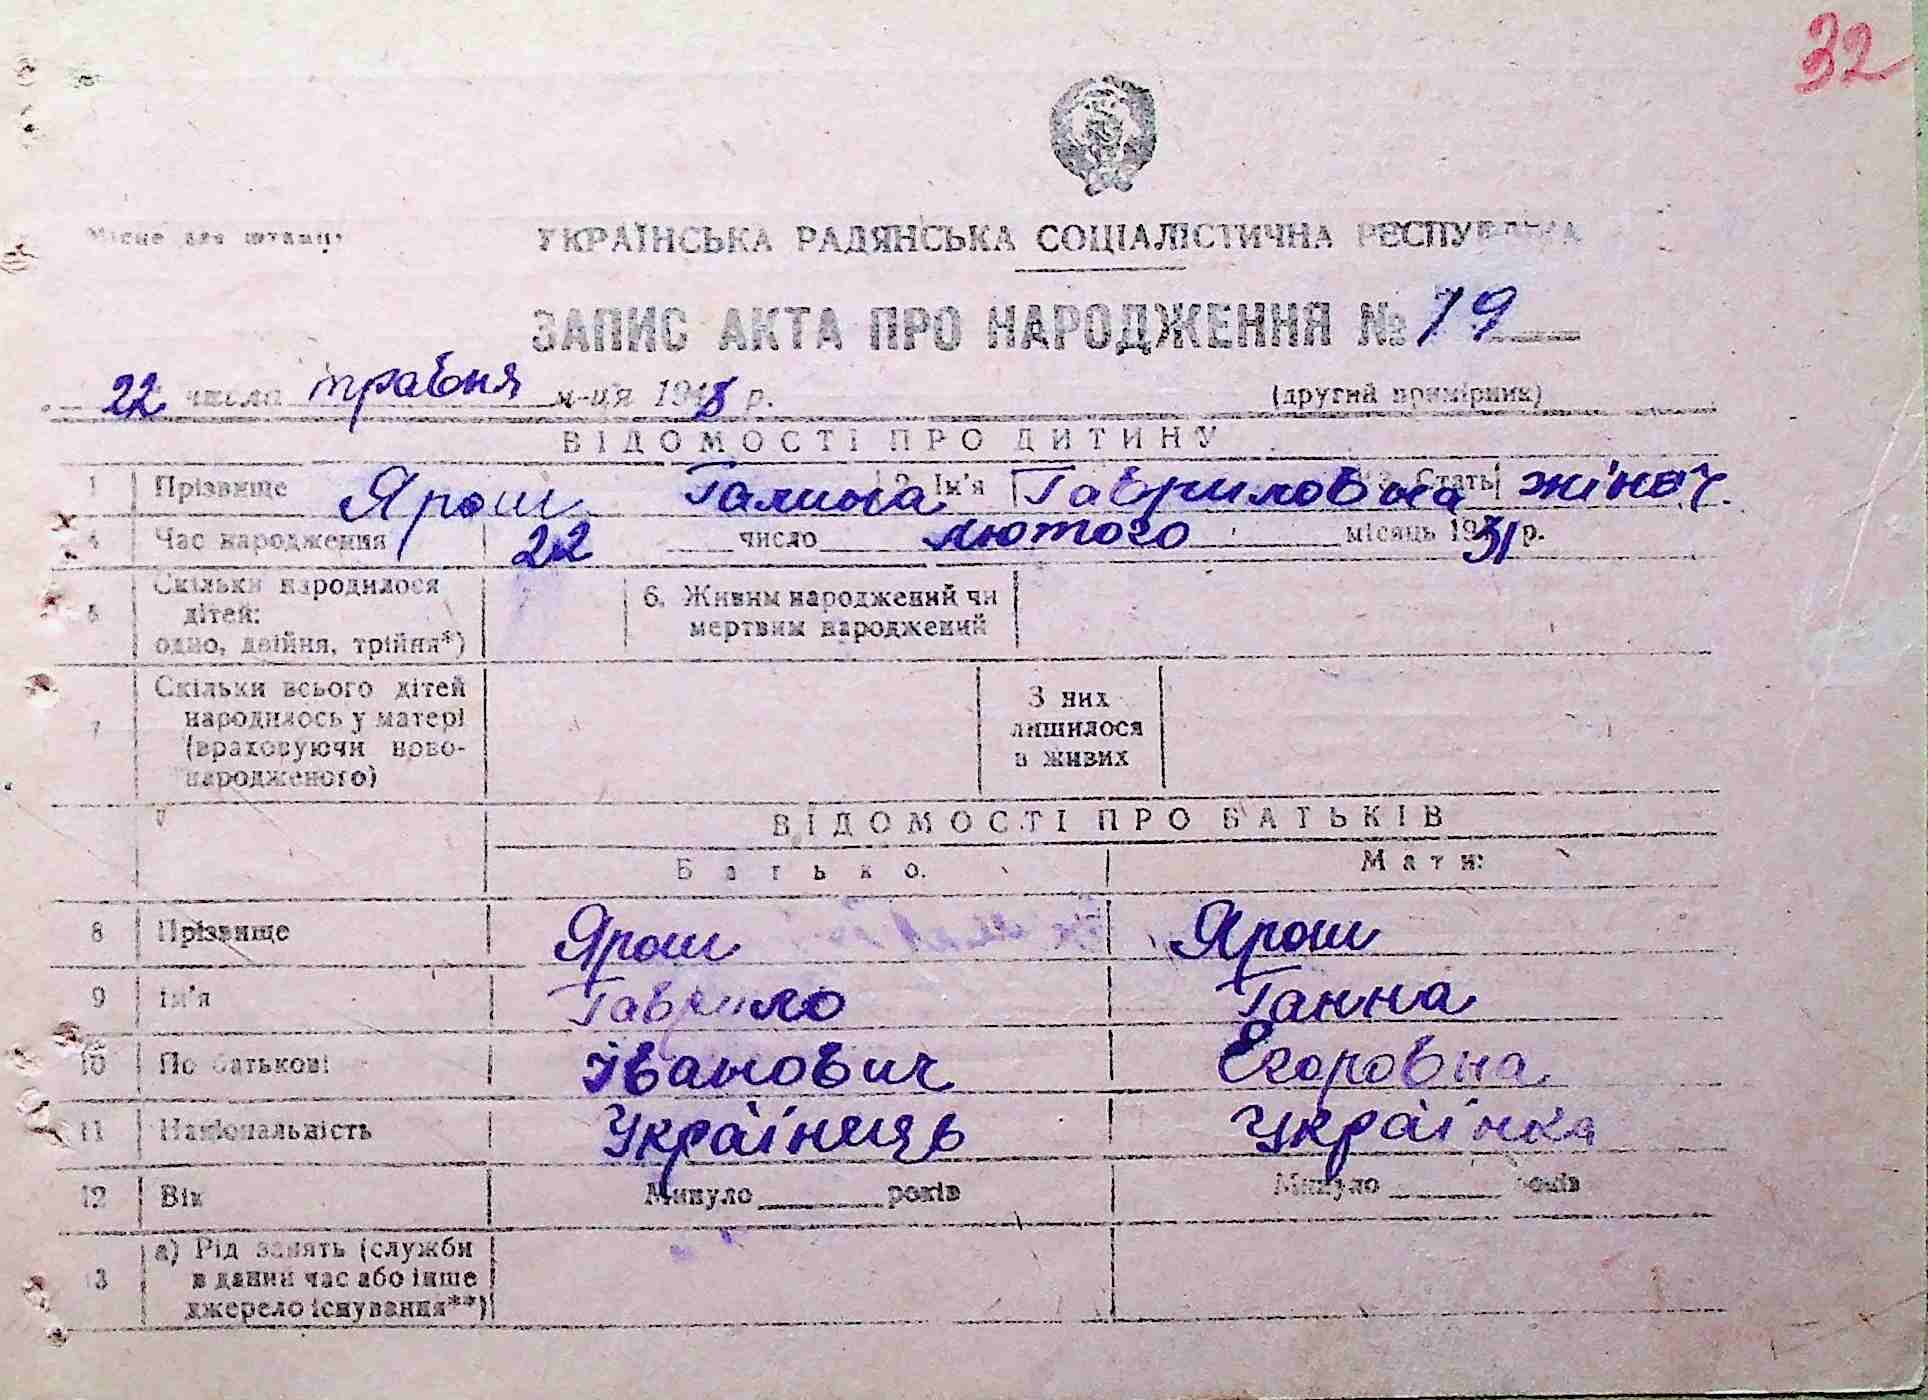 32
Місце для штампу
УКРАЇНСЬКА РАДЯНСЬКА СОЦІАЛІСТИЧНА РЕСПУБЛІКА
ЗАПИС АКТА ПРО НАРОДЖЕННЯ № 19
22 числа травня м-ця 1948 р. (другий примірник)
ВІДОМОСТІ ПРО ДИТИНУ
1 Прізвище Ярош Галина 2. Ім'я Гавриловна 3. Стать жіноч.
4 Час народження 22 число лютого місяць 1931 р.
5 Скільки народилося дітей: одно, двійня, трійня*) 6. Живим народжений чи мертвим народжений
7 Скільки всього дітей народилось у матері (враховуючи новонародженого) З них лишилося в живих
ВІДОМОСТІ ПРО БАТЬКІВ
Батько. Мати:
8 Прізвище Ярош Ярош
9 Ім'я Гаврило Ганна
10 По батькові Іванович Егоровна
11 Національність Українець Українка
12 Вік Минуло років Минуло років
13 а) Рід занять (служби в даний час або інше джерело існування**)